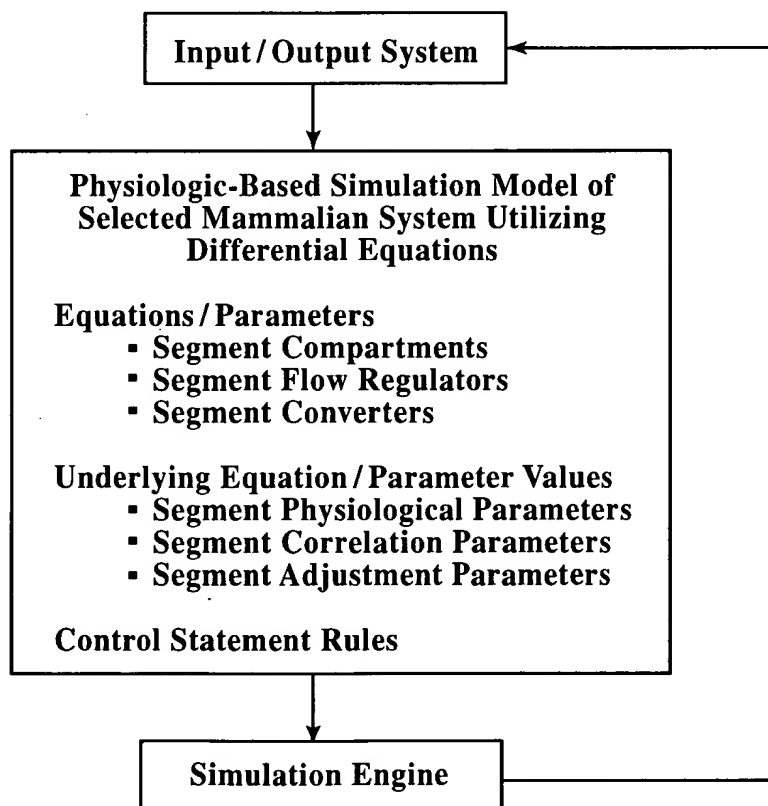 Input / Output System
Physiologic-Based Simulation Model of
Selected Mammalian System Utilizing
Differential Equations
Equations / Parameters
▪ Segment Compartments
▪ Segment Flow Regulators
▪ Segment Converters
Underlying Equation / Parameter Values
▪ Segment Physiological Parameters
▪ Segment Correlation Parameters
▪ Segment Adjustment Parameters
Control Statement Rules
Simulation Engine